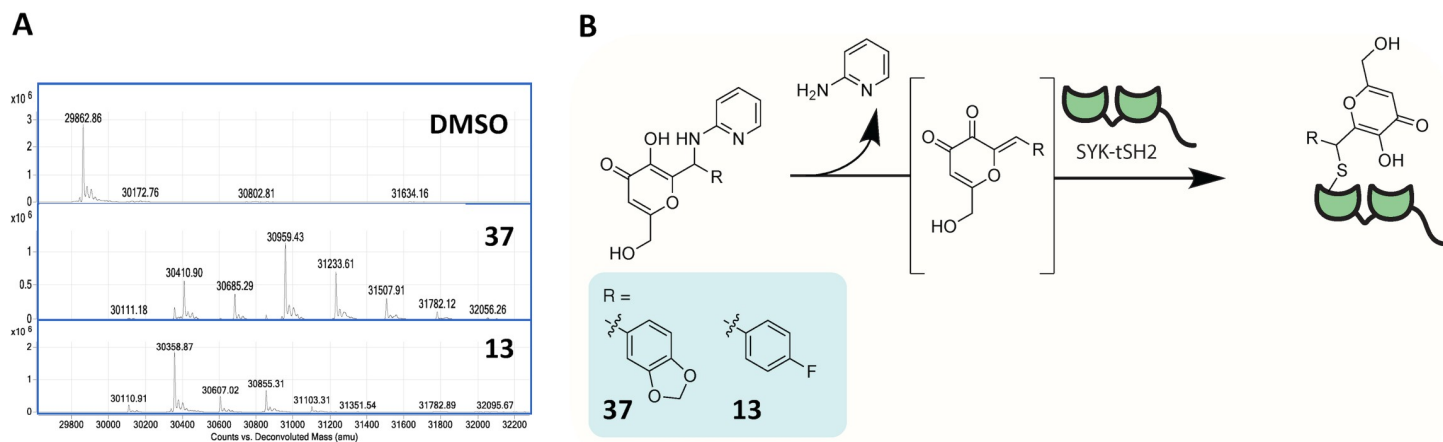 A
x10 6
3
2
1
0
29862.86
30172.76
30802.81
31634.16
DMSO
x10 6
1
0.5
0
30111.18
30410.90
30685.29
30959.43
31233.61
31507.91
31782.12
32056.26
37
x10 6
2
1
0
30110.91
30358.87
30607.02
30855.31
31103.31
31351.54
31782.89
32095.67
13
29800 30000 30200 30400 30600 30800 31000 31200 31400 31600 31800 32000 32200
Counts vs. Deconvoluted Mass (amu)
B
OH HN N
O
R
O
HO
H2N N
O
O
R
O
HO
SYK-tSH2
OH
O
O
R
OH
S
R =
O
O
F
37 13